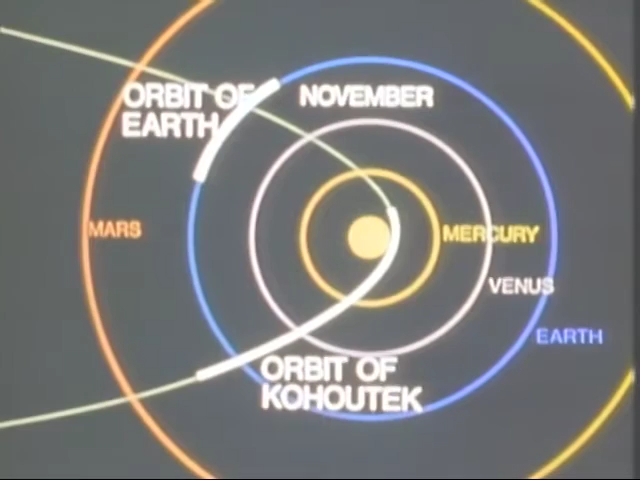 ORBIT OF
EARTH
NOVEMBER
MARS
MERCURY
VENUS
EARTH
ORBIT OF
KOHOUTEK